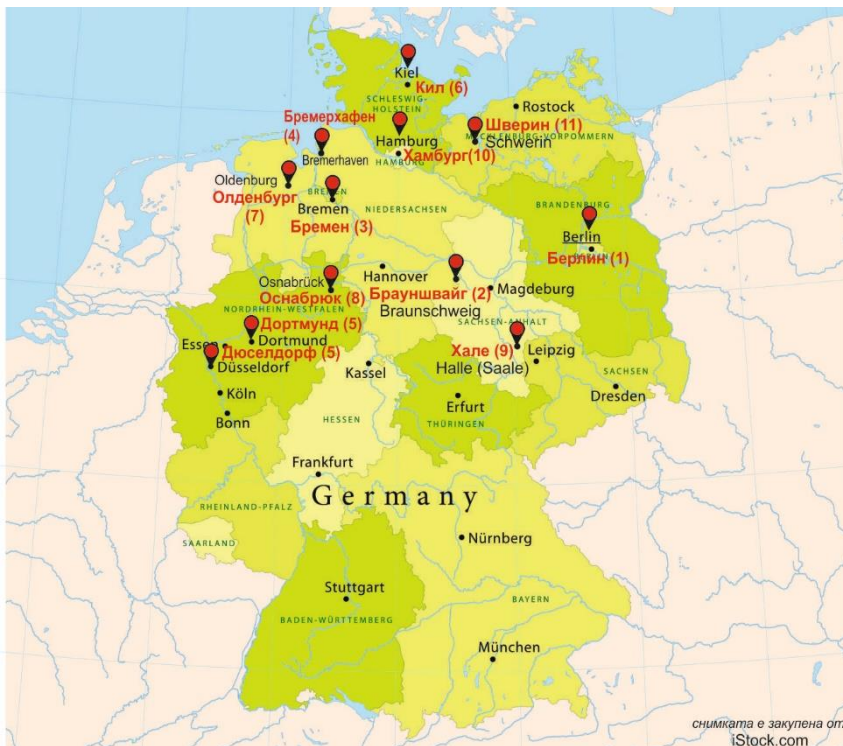 Kiel
Кил (6)
SCHLESWIG-
HOLSTEIN
Rostock
Бремерхафен
(4)
Шверин (11)
MECKLENBURG-VORPOMMERN
Hamburg
Schwerin
Хамбург(10)
HAMBURG
Bremerhaven
Oldenburg
Олденбург
(7)
BREMEN
Bremen
Бремен (3)
NIEDERSACHSEN
BRANDENBURG
Berlin
BERLIN
Берлин (1)
Hannover
Osnabrück
Оснабрюк (8)
Брауншвайг (2)
Magdeburg
Braunschweig
NORDRHEIN-WESTFALEN
SACHSEN-ANHALT
Дортмунд (5)
Essen
Dortmund
Дюселдорф (5)
Düsseldorf
Хале (9)
Leipzig
Halle (Saale)
Kassel
SACHSEN
Köln
Dresden
Bonn
Erfurt
HESSEN
THÜRINGEN
Frankfurt
Germany
RHEINLAND-PFALZ
SAARLAND
Nürnberg
Stuttgart
BAYERN
BADEN-WÜRTTEMBERG
München
снимката е закупена от
iStock.com